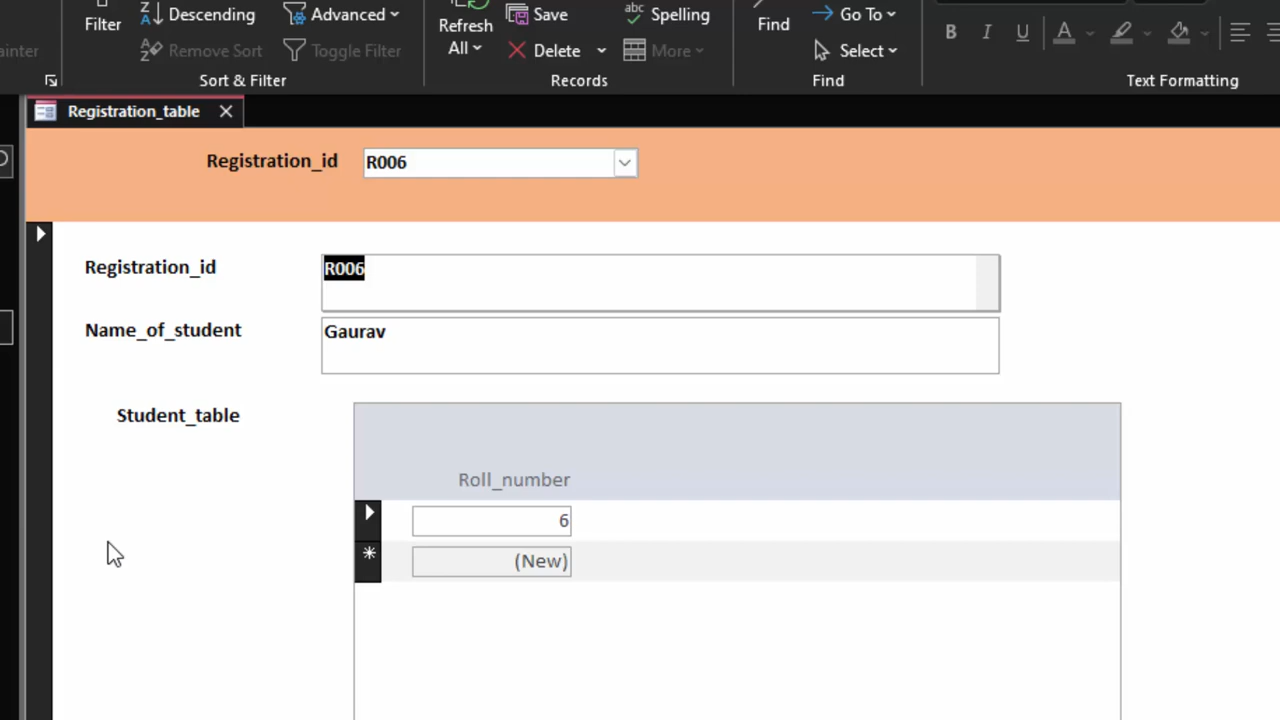 Filter
Descending
Remove Sort
Advanced
Toggle Filter
Sort & Filter
Refresh
All
Save
Delete
Spelling
More
Records
Find
Go To
Select
Find
B I U A
Text Formatting
Registration_table
Registration_id R006
Registration_id R006
Name_of_student Gaurav
Student_table
Roll_number
6
(New)